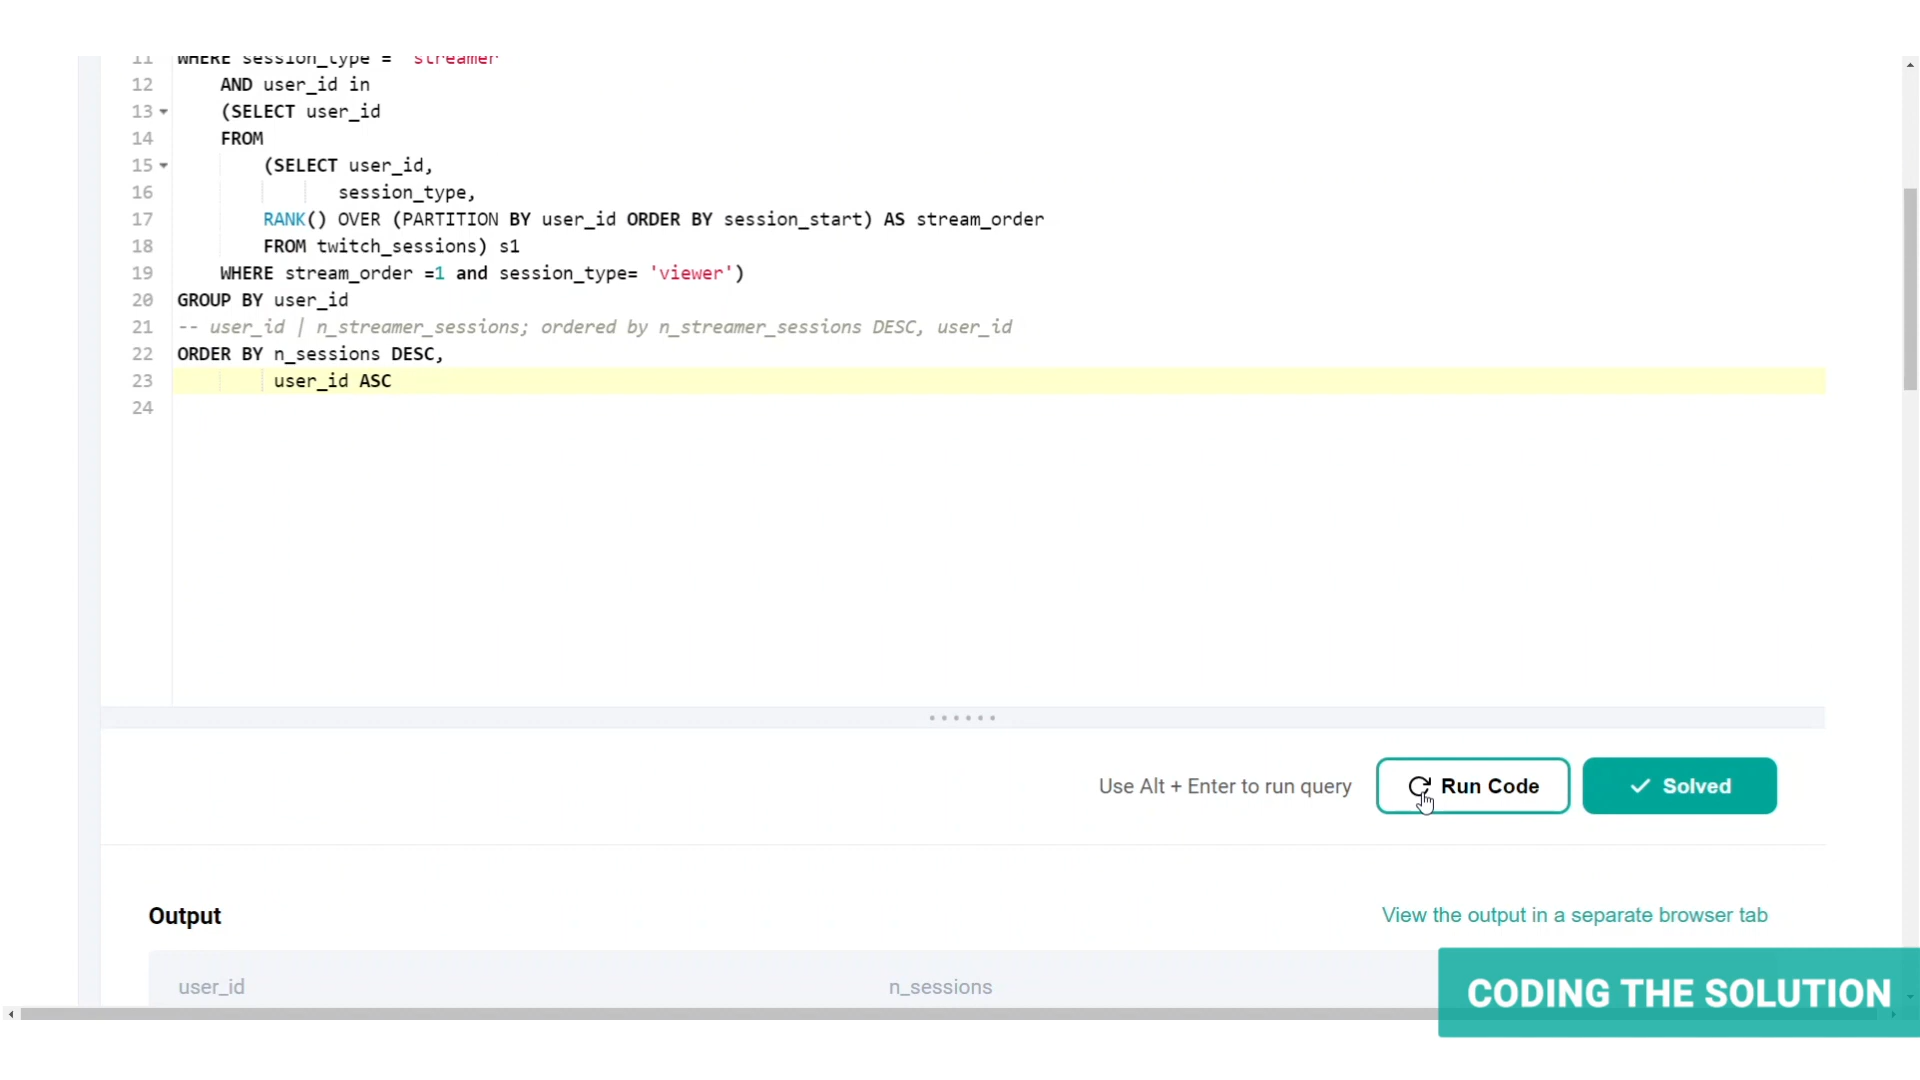 11 WHERE session_type = 'streamer'
12 AND user_id in
13 (SELECT user_id
14 FROM
15 (SELECT user_id,
16 session_type,
17 RANK() OVER (PARTITION BY user_id ORDER BY session_start) AS stream_order
18 FROM twitch_sessions) s1
19 WHERE stream_order =1 and session_type= 'viewer')
20 GROUP BY user_id
21 -- user_id | n_streamer_sessions; ordered by n_streamer_sessions DESC, user_id
22 ORDER BY n_sessions DESC,
23 user_id ASC
24
Use Alt + Enter to run query
Run Code
Solved
Output
View the output in a separate browser tab
user_id n_sessions
CODING THE SOLUTION